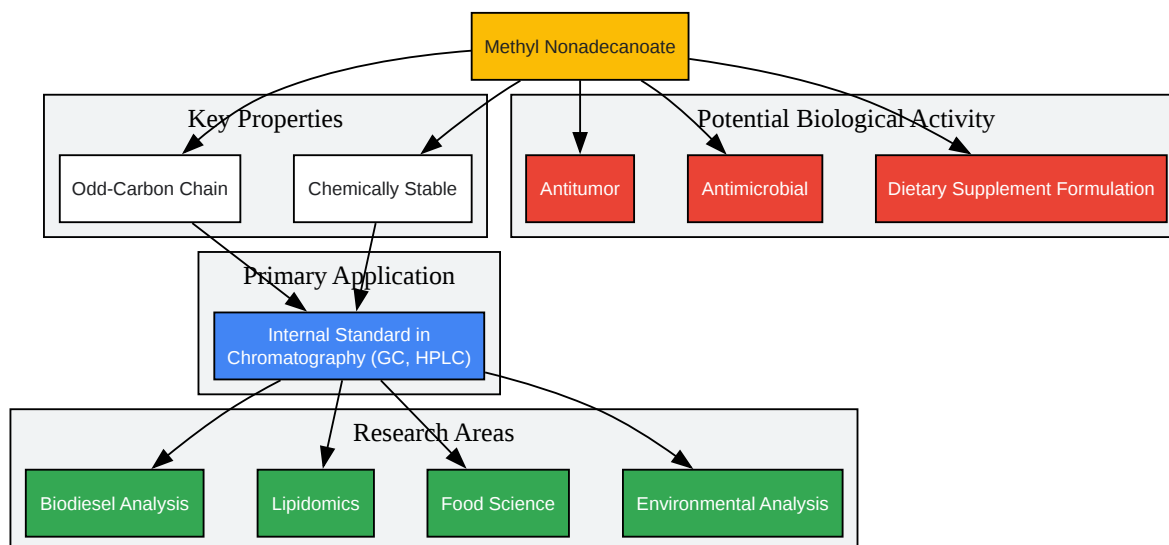 Methyl Nonadecanoate
Key Properties
Potential Biological Activity
Odd-Carbon Chain
Chemically Stable
Antitumor
Antimicrobial
Dietary Supplement Formulation
Primary Application
Internal Standard in
Chromatography (GC, HPLC)
Research Areas
Biodiesel Analysis
Lipidomics
Food Science
Environmental Analysis